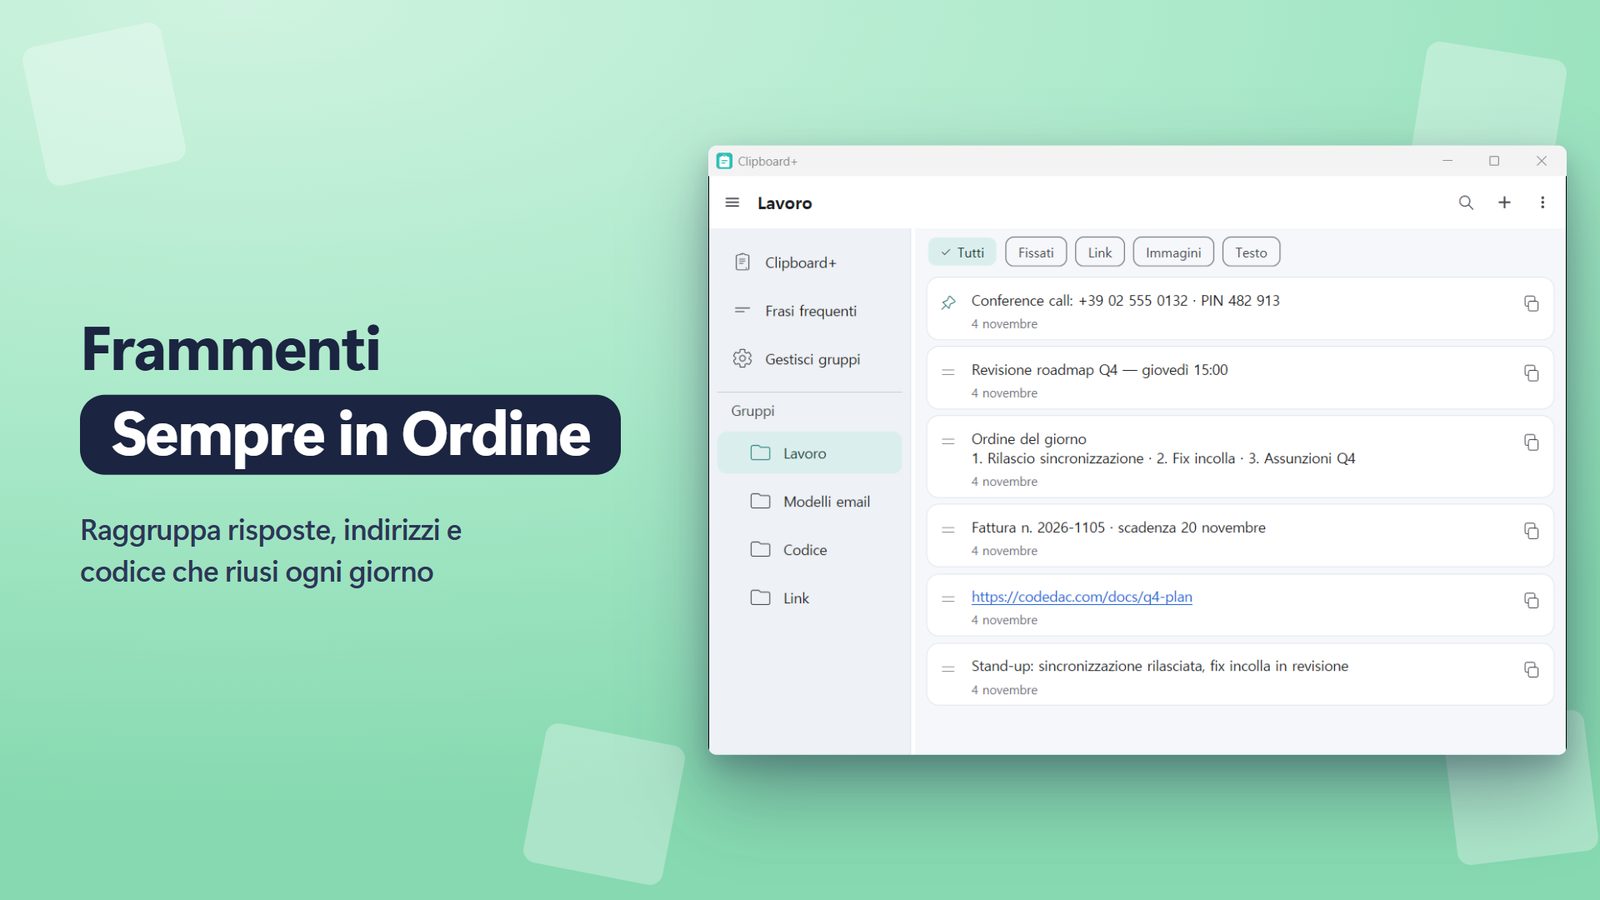 Frammenti
Sempre in Ordine
Raggruppa risposte, indirizzi e
codice che riusi ogni giorno
Clipboard+
Lavoro
Clipboard+
Frasi frequenti
Gestisci gruppi
Gruppi
Lavoro
Modelli email
Codice
Link
Tutti
Fissati
Link
Immagini
Testo
Conference call: +39 02 555 0132 · PIN 482 913
4 novembre
Revisione roadmap Q4 — giovedì 15:00
4 novembre
Ordine del giorno
1. Rilascio sincronizzazione · 2. Fix incolla · 3. Assunzioni Q4
4 novembre
Fattura n. 2026-1105 · scadenza 20 novembre
4 novembre
https://codedac.com/docs/q4-plan
4 novembre
Stand-up: sincronizzazione rilasciata, fix incolla in revisione
4 novembre